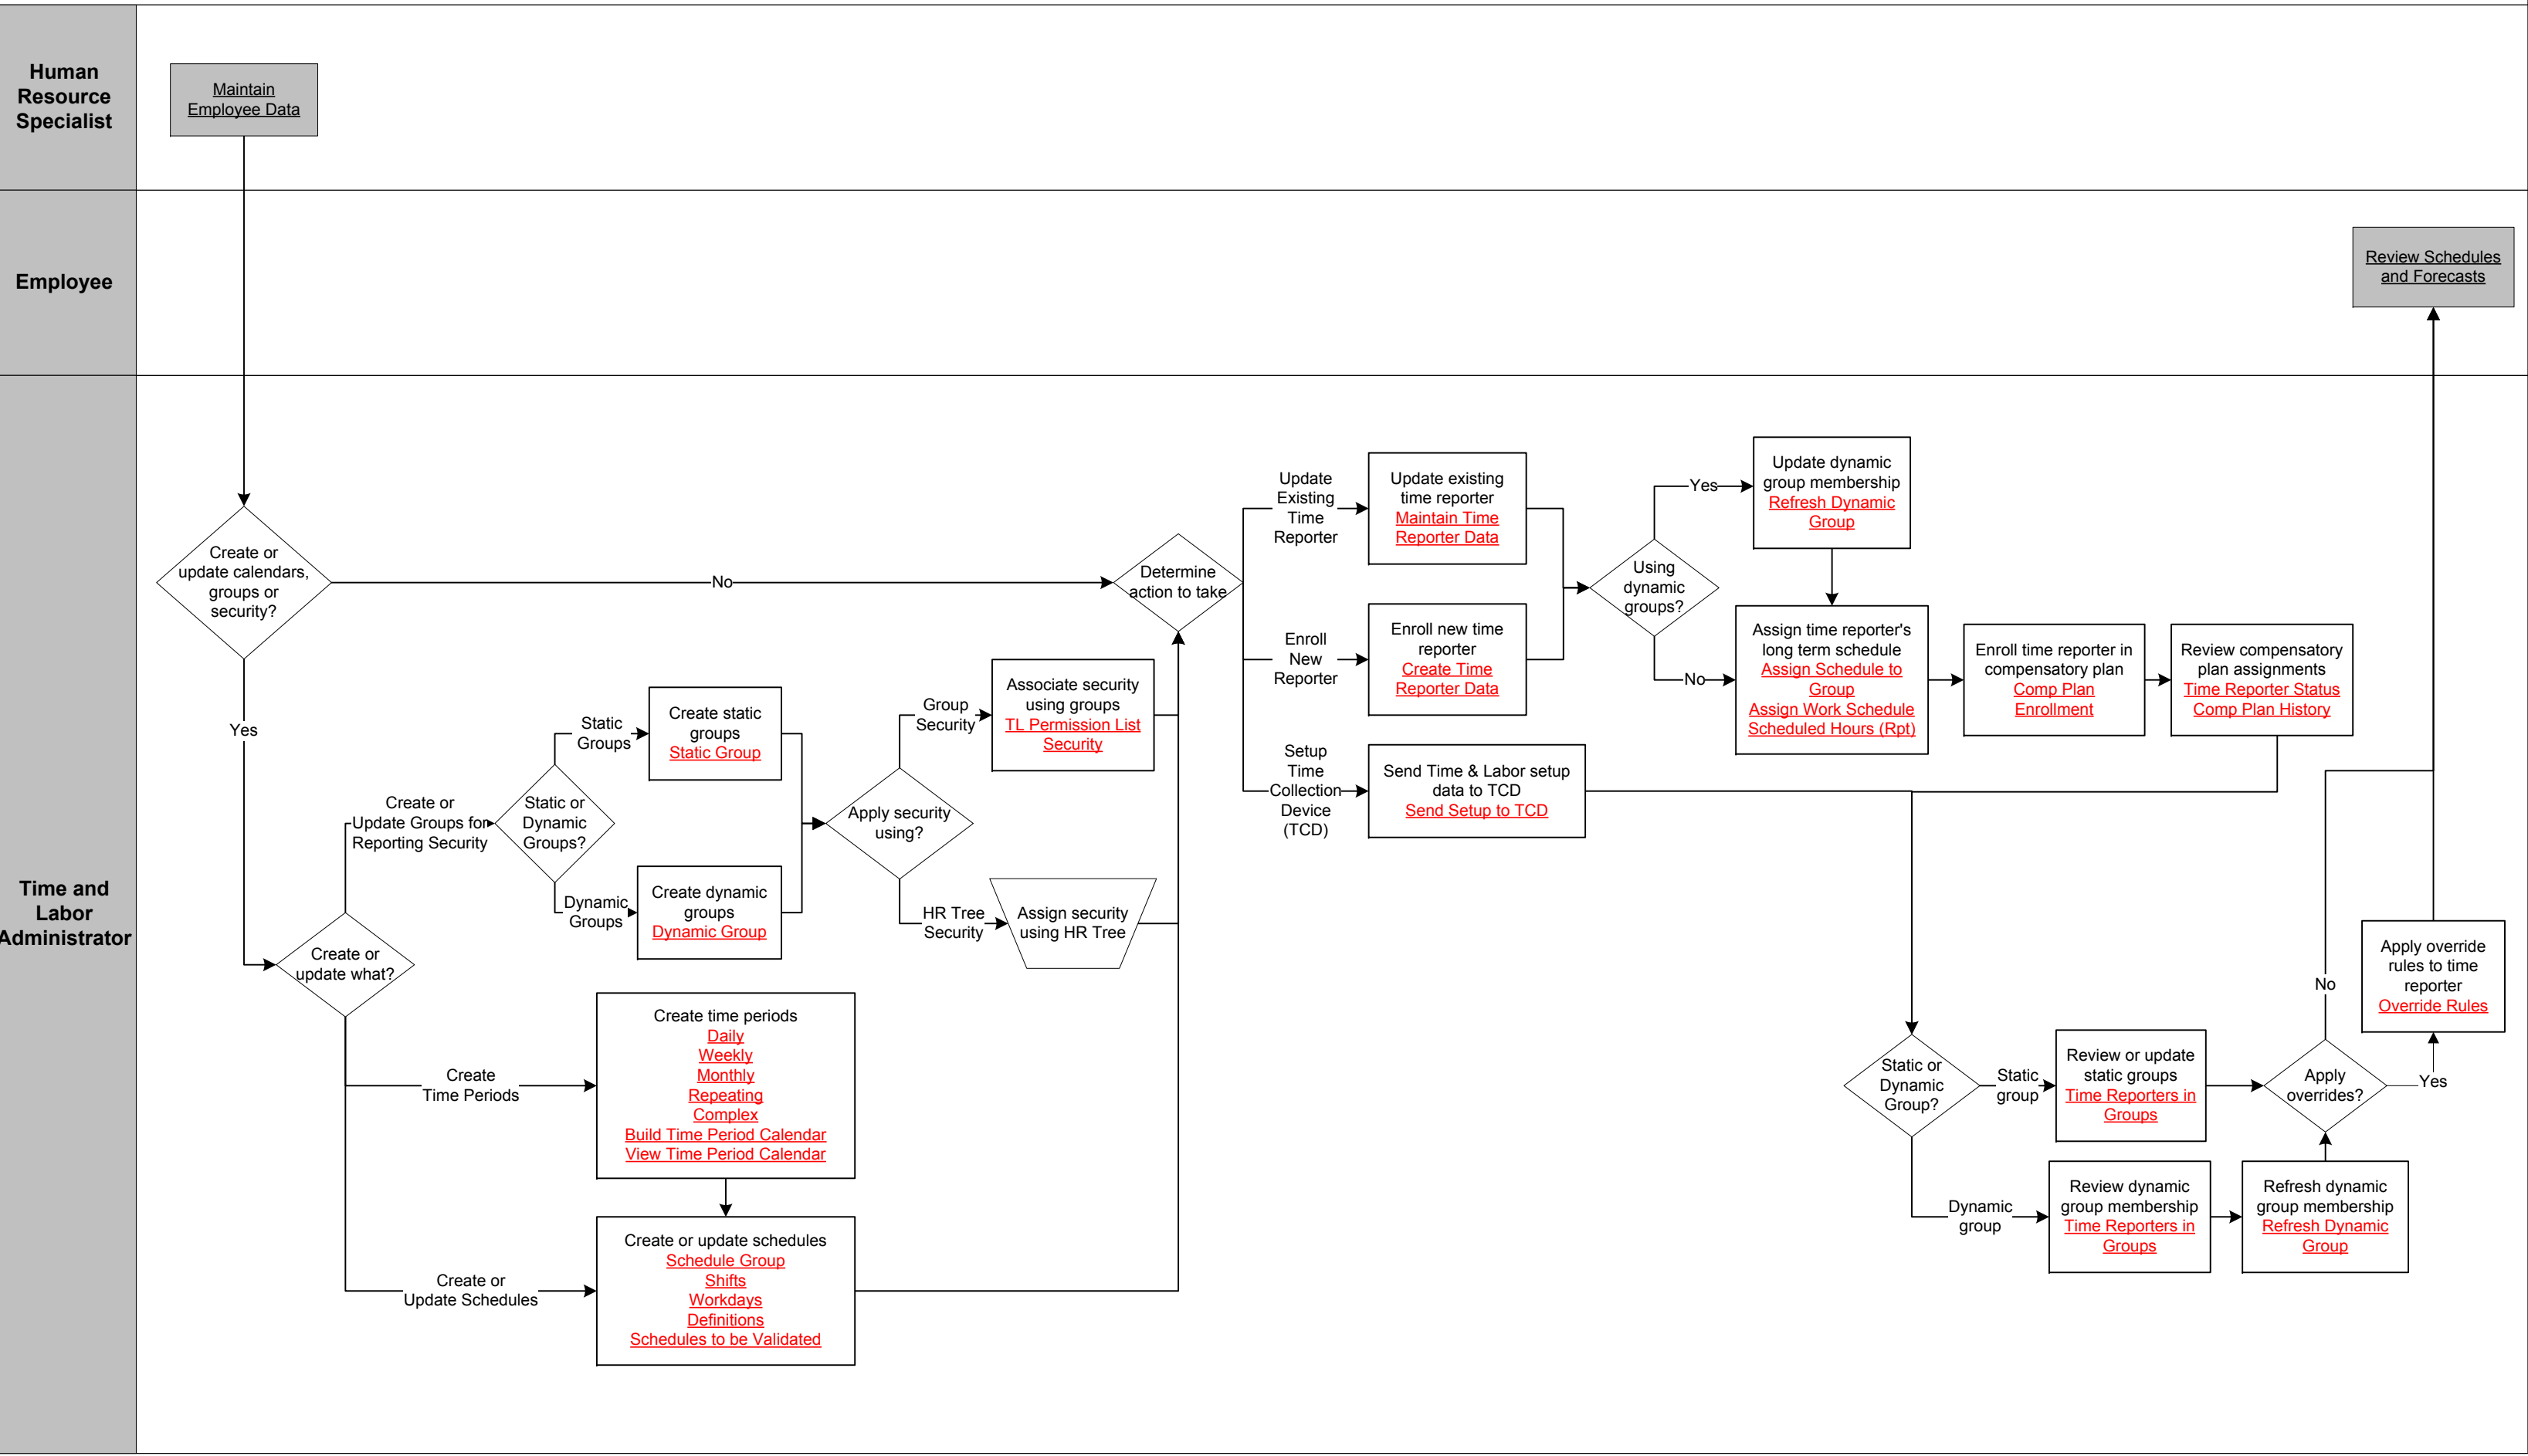 Human
Resource
Specialist
Maintain
Employee Data
Employee
Review Schedules
and Forecasts
Time and
Labor
Administrator
Create or
update calendars,
groups or
security?
No
Yes
Create or
update what?
Create or
Update Groups for
Reporting Security
Static or
Dynamic
Groups?
Static
Groups
Create static
groups
Static Group
Dynamic
Groups
Create dynamic
groups
Dynamic Group
Apply security
using?
Group
Security
Associate security
using groups
TL Permission List
Security
HR Tree
Security
Assign security
using HR Tree
Create
Time Periods
Create time periods
Daily
Weekly
Monthly
Repeating
Complex
Build Time Period Calendar
View Time Period Calendar
Create or
Update Schedules
Create or update schedules
Schedule Group
Shifts
Workdays
Definitions
Schedules to be Validated
Determine
action to take
Update
Existing
Time
Reporter
Update existing
time reporter
Maintain Time
Reporter Data
Enroll
New
Reporter
Enroll new time
reporter
Create Time
Reporter Data
Setup
Time
Collection
Device
(TCD)
Send Time & Labor setup
data to TCD
Send Setup to TCD
Using
dynamic
groups?
Yes
Update dynamic
group membership
Refresh Dynamic
Group
No
Assign time reporter's
long term schedule
Assign Schedule to
Group
Assign Work Schedule
Scheduled Hours (Rpt)
Enroll time reporter in
compensatory plan
Comp Plan
Enrollment
Review compensatory
plan assignments
Time Reporter Status
Comp Plan History
Static or
Dynamic
Group?
Static
group
Review or update
static groups
Time Reporters in
Groups
Dynamic
group
Review dynamic
group membership
Time Reporters in
Groups
Refresh dynamic
group membership
Refresh Dynamic
Group
Apply
overrides?
No
Yes
Apply override
rules to time
reporter
Override Rules